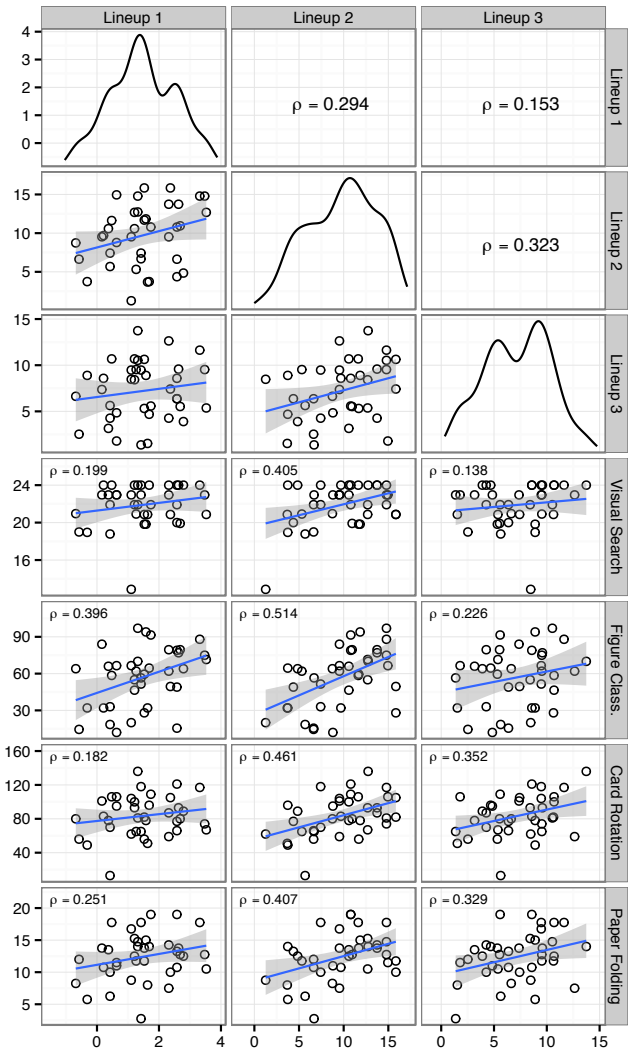 Lineup 1 Lineup 2 Lineup 3
4
3
2
1
0
ρ = 0.294 ρ = 0.153
Lineup 1
15
10
5
ρ = 0.323
Lineup 2
15
10
5
Lineup 3
24
20
16
12
ρ = 0.199 ρ = 0.405 ρ = 0.138
Visual Search
90
60
30
ρ = 0.396 ρ = 0.514 ρ = 0.226
Figure Class.
160
120
80
40
ρ = 0.182 ρ = 0.461 ρ = 0.352
Card Rotation
20
15
10
5
ρ = 0.251 ρ = 0.407 ρ = 0.329
Paper Folding
0 2 4 0 5 10 15 0 5 10 15